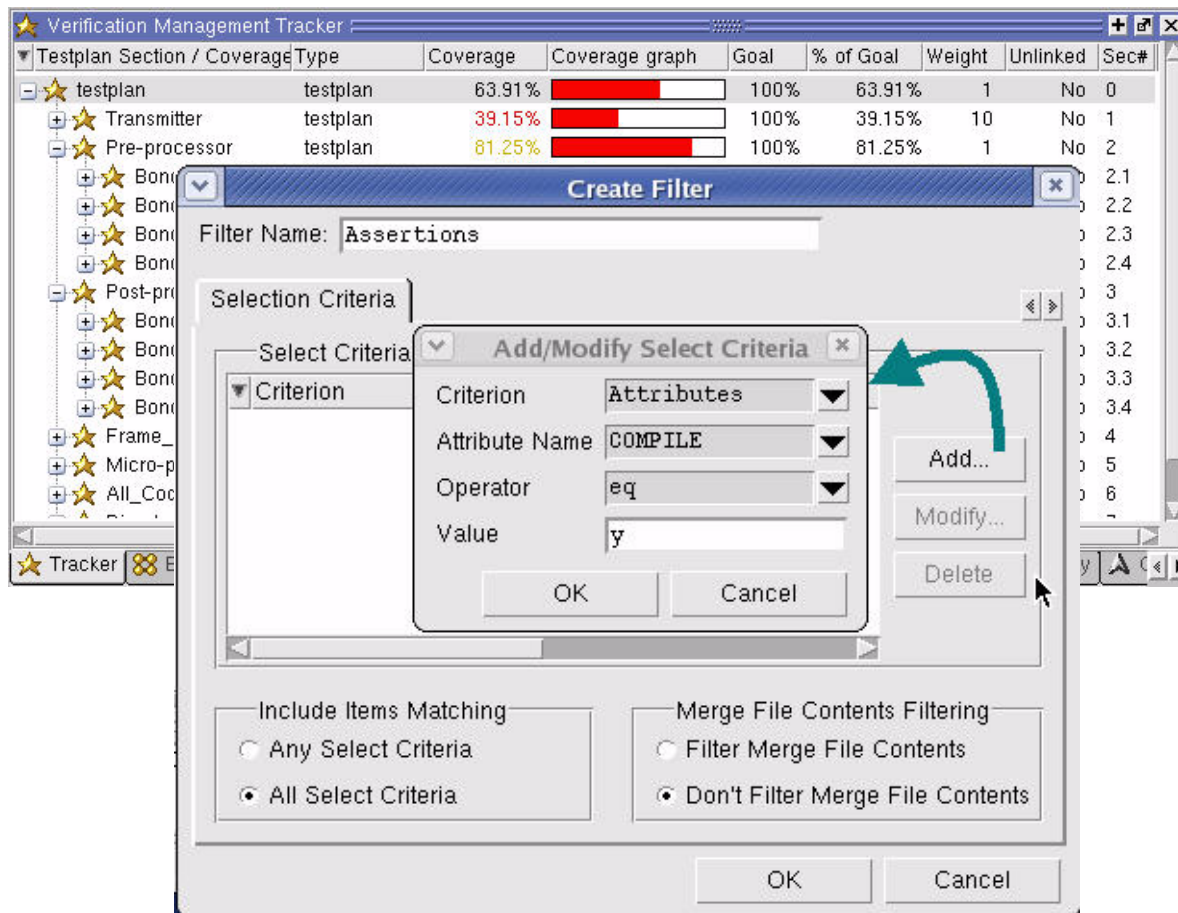 Verification Management Tracker
Testplan Section / Coverage Type Coverage Coverage graph Goal % of Goal Weight Unlinked Sec#
testplan testplan 63.91% 100% 63.91% 1 No 0
Transmitter testplan 39.15% 100% 39.15% 10 No 1
Pre-processor testplan 81.25% 100% 81.25% 1 No 2
2.1
2.2
2.3
2.4
Post-pr 3
3.1
3.2
3.3
3.4
Frame_ 4
Micro-p 5
All_Coc 6
Tracker
Create Filter
Filter Name: Assertions
Selection Criteria
Select Criteria
Criterion
Add/Modify Select Criteria
Criterion Attributes
Attribute Name COMPILE
Operator eq
Value y
OK Cancel
Add...
Modify...
Delete
Include Items Matching
Any Select Criteria
All Select Criteria
Merge File Contents Filtering
Filter Merge File Contents
Don't Filter Merge File Contents
OK Cancel